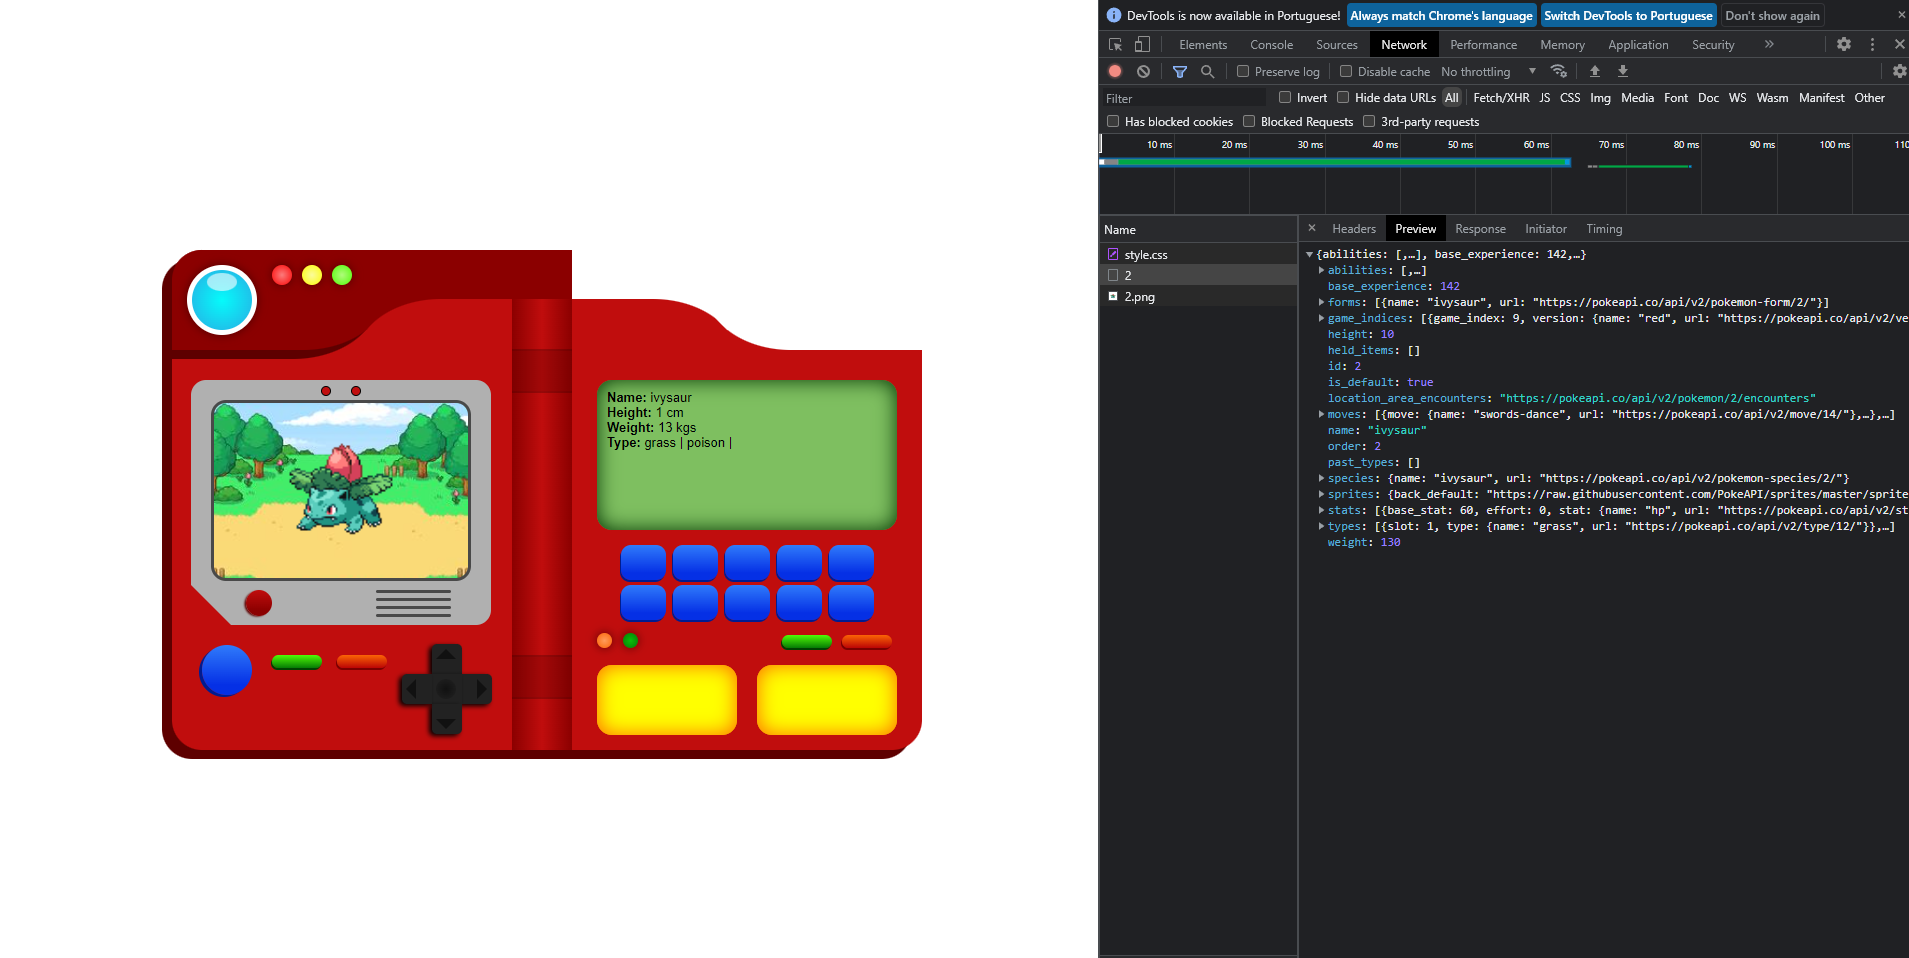 DevTools is now available in Portuguese! Always match Chrome's language Switch DevTools to Portuguese Don't show again
Elements Console Sources Network Performance Memory Application Security
Preserve log Disable cache No throttling
Filter Invert Hide data URLs All Fetch/XHR JS CSS Img Media Font Doc WS Wasm Manifest Other
Has blocked cookies Blocked Requests 3rd-party requests
10 ms 20 ms 30 ms 40 ms 50 ms 60 ms 70 ms 80 ms 90 ms 100 ms 110
Name
style.css
2
2.png
Headers Preview Response Initiator Timing
{abilities: [,…], base_experience: 142,…}
abilities: [,…]
base_experience: 142
forms: [{name: "ivysaur", url: "https://pokeapi.co/api/v2/pokemon-form/2/"}]
game_indices: [{game_index: 9, version: {name: "red", url: "https://pokeapi.co/api/v2/ve
height: 10
held_items: []
id: 2
is_default: true
location_area_encounters: "https://pokeapi.co/api/v2/pokemon/2/encounters"
moves: [{move: {name: "swords-dance", url: "https://pokeapi.co/api/v2/move/14/"},…},…]
name: "ivysaur"
order: 2
past_types: []
species: {name: "ivysaur", url: "https://pokeapi.co/api/v2/pokemon-species/2/"}
sprites: {back_default: "https://raw.githubusercontent.com/PokeAPI/sprites/master/sprite
stats: [{base_stat: 60, effort: 0, stat: {name: "hp", url: "https://pokeapi.co/api/v2/st
types: [{slot: 1, type: {name: "grass", url: "https://pokeapi.co/api/v2/type/12/"}},…]
weight: 130
Name: ivysaur
Height: 1 cm
Weight: 13 kgs
Type: grass | poison |